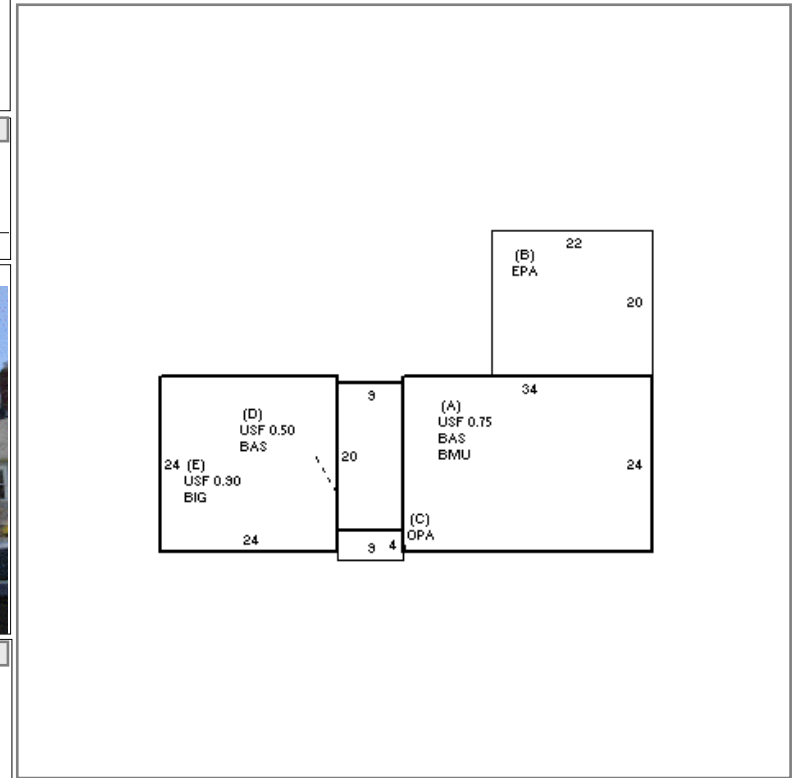 22
(B)
EPA
20
9
34
(D)
USF 0.50
BAS
(A)
USF 0.75
BAS
BMU
20
24
(E)
USF 0.90
BIG
24
(C)
OPA
24
9
4